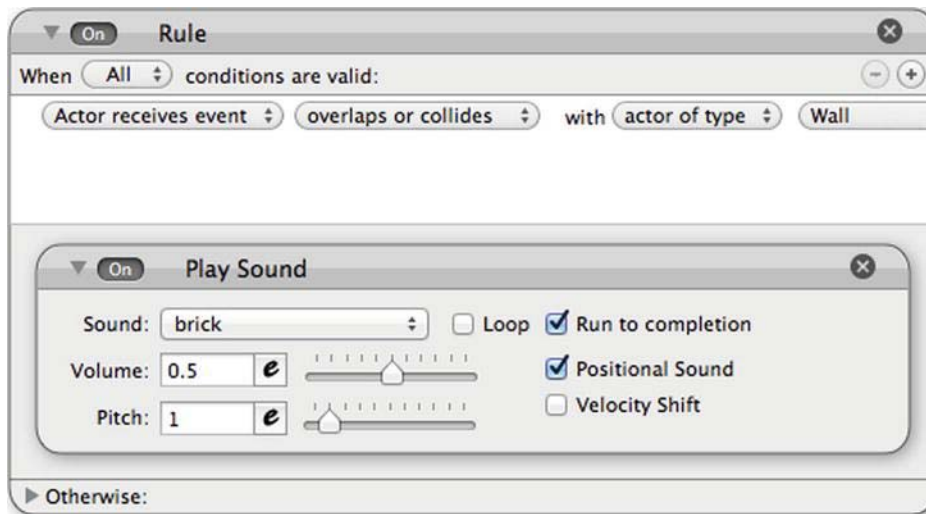 On Rule
When All conditions are valid:
Actor receives event overlaps or collides with actor of type Wall
On Play Sound
Sound: brick Loop Run to completion
Volume: 0.5 e Positional Sound
Pitch: 1 e Velocity Shift
Otherwise: